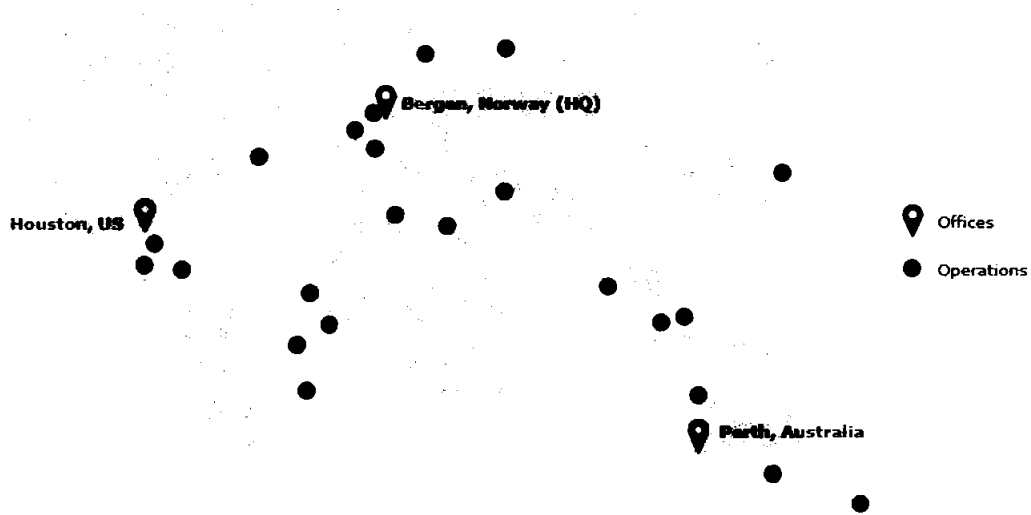 Bergen, Norway (HQ)
Houston, US
Offices
Operations
Perth, Australia